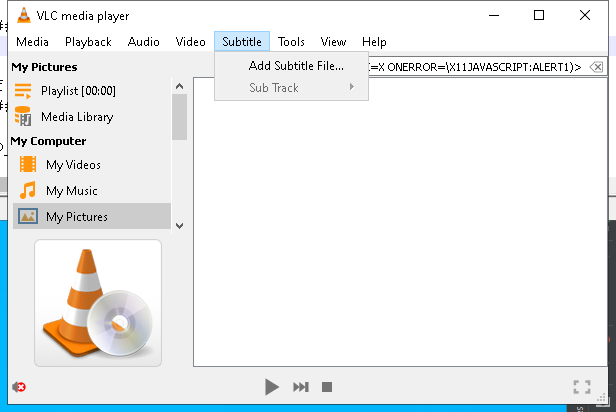 VLC media player
Media Playback Audio Video Subtitle Tools View Help
Add Subtitle File...
Sub Track
=X ONERROR=\X11JAVASCRIPT:ALERT1)>
My Pictures
Playlist [00:00]
Media Library
My Computer
My Videos
My Music
My Pictures